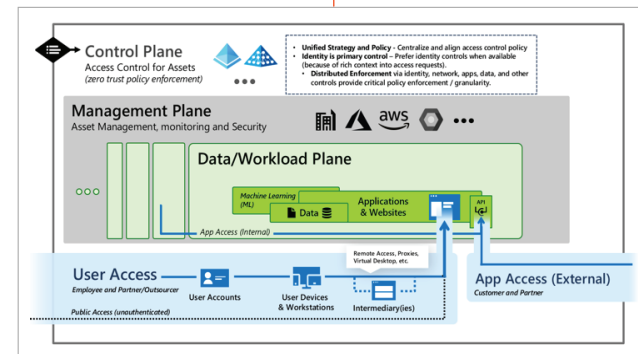 Control Plane
Access Control for Assets
(zero trust policy enforcement)
• Unified Strategy and Policy - Centralize and align access control policy
• Identity is primary control – Prefer identity controls when available
(because of rich context into access requests).
• Distributed Enforcement via identity, network, apps, data, and other
controls provide critical policy enforcement / granularity.
Management Plane
Asset Management, monitoring and Security
aws
Data/Workload Plane
Machine Learning
(ML)
Data
Applications
& Websites
API
App Access (Internal)
Remote Access, Proxies,
Virtual Desktop, etc.
User Access
Employee and Partner/Outsourcer
User Accounts
User Devices
& Workstations
Intermediary(ies)
Public Access (unauthenticated)
App Access (External)
Customer and Partner